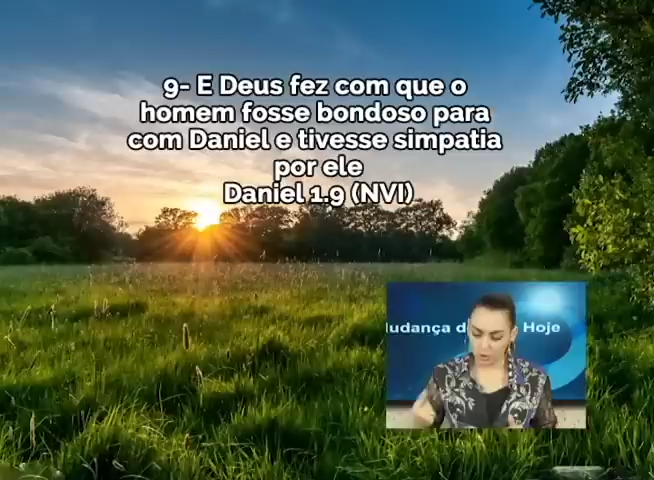 9- E Deus fez com que o
homem fosse bondoso para
com Daniel e tivesse simpatia
por ele
Daniel 1.9 (NVI)
udança d Hoje